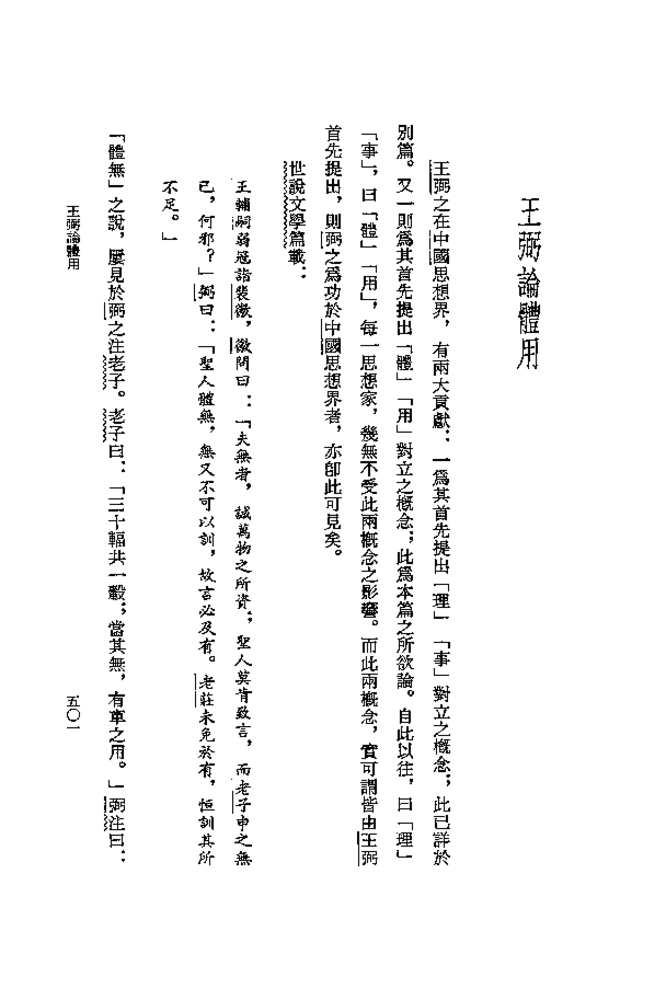 王弼論體用
王弼之在中國思想界，有兩大貢獻：一爲其首先提出「理」「事」對立之概念；此已詳於
別篇。又一則爲其首先提出「體」「用」對立之概念；此爲本篇之所欲論。自此以往，曰「理」
「事」，曰「體」「用」，每一思想家，幾無不受此兩概念之影響。而此兩概念，實可謂皆由王弼
首先提出，則弼之爲功於中國思想界者，亦卽此可見矣。
世說文學篇載：
王輔嗣弱冠詣裴徽，徽問曰：「夫無者，誠萬物之所資；聖人莫肯致言，而老子申之無
已，何邪？」弼曰：「聖人體無，無又不可以訓，故言必及有。老莊未免於有，恒訓其所
不足。」
「體無」之說，屢見於弼之注老子。老子曰：「三十輻共一轂；當其無，有車之用。」弼注曰：
王弼論體用
五〇一